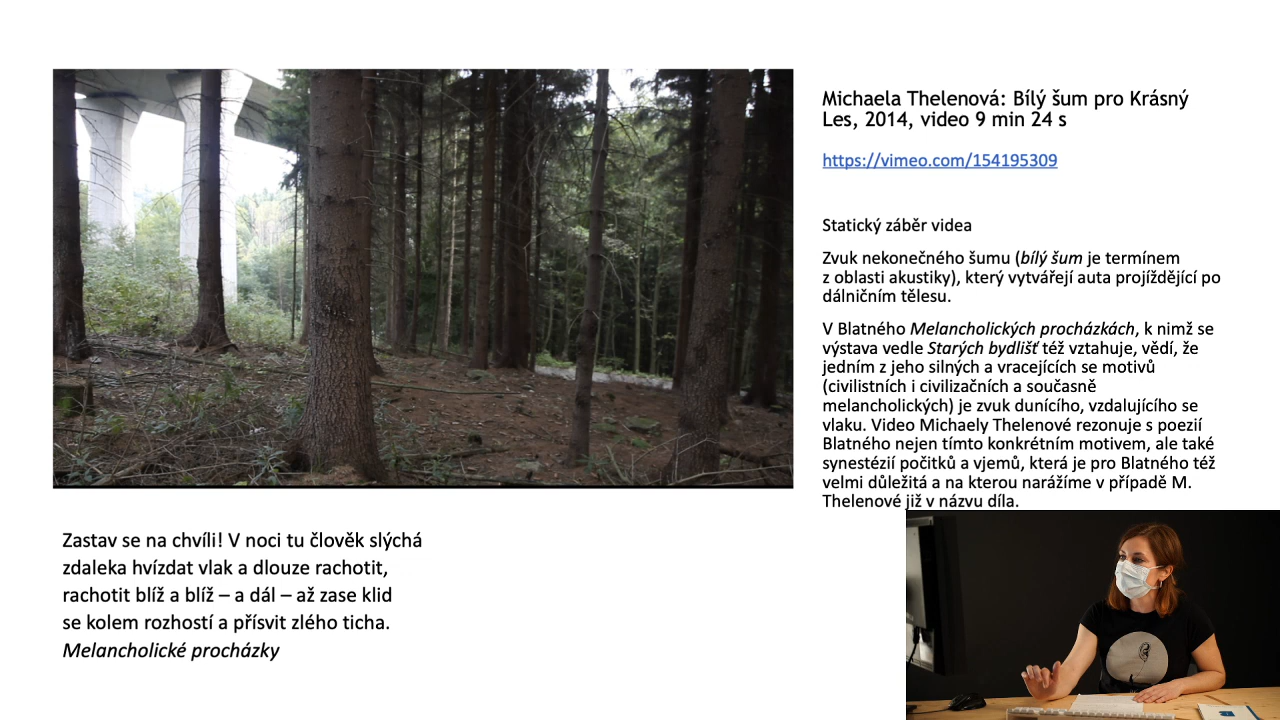 Michaela Thelenová: Bílý šum pro Krásný
Les, 2014, video 9 min 24 s
https://vimeo.com/154195309
Statický záběr videa
Zvuk nekonečného šumu (bílý šum je termínem
z oblasti akustiky), který vytvářejí auta projíždějící po
dálničním tělesu.
V Blatného Melancholických procházkách, k nimž se
výstava vedle Starých bydlišť též vztahuje, vědí, že
jedním z jeho silných a vracejících se motivů
(civilistních i civilizačních a současně
melancholických) je zvuk dunícího, vzdalujícího se
vlaku. Video Michaely Thelenové rezonuje s poezií
Blatného nejen tímto konkrétním motivem, ale také
synestézií počitků a vjemů, která je pro Blatného též
velmi důležitá a na kterou narážíme v případě M.
Thelenové již v názvu díla.
Zastav se na chvíli! V noci tu člověk slýchá
zdaleka hvízdat vlak a dlouze rachotit,
rachotit blíž a blíž – a dál – až zase klid
se kolem rozhostí a přísvit zlého ticha.
Melancholické procházky